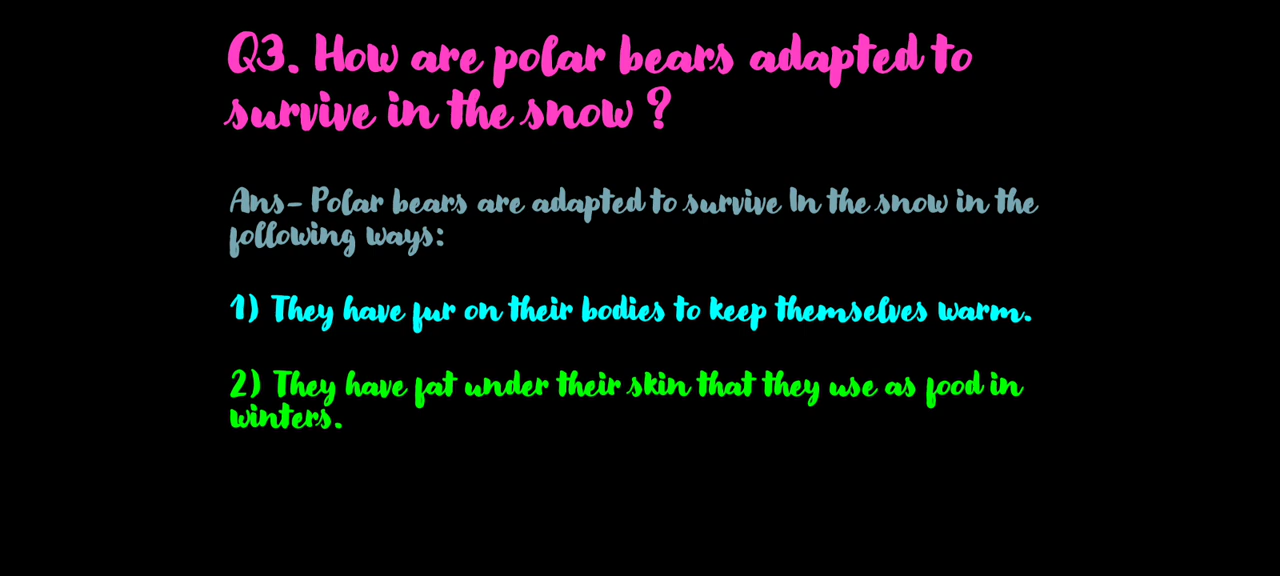 Q3. How are polar bears adapted to
survive in the snow ?
Ans- Polar bears are adapted to survive In the snow in the
following ways:
1) They have fur on their bodies to keep themselves warm.
2) They have fat under their skin that they use as food in
winters.